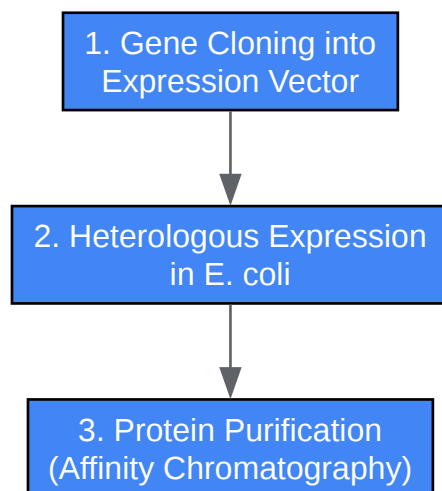 1. Gene Cloning into
Expression Vector
2. Heterologous Expression
in E. coli
3. Protein Purification
(Affinity Chromatography)